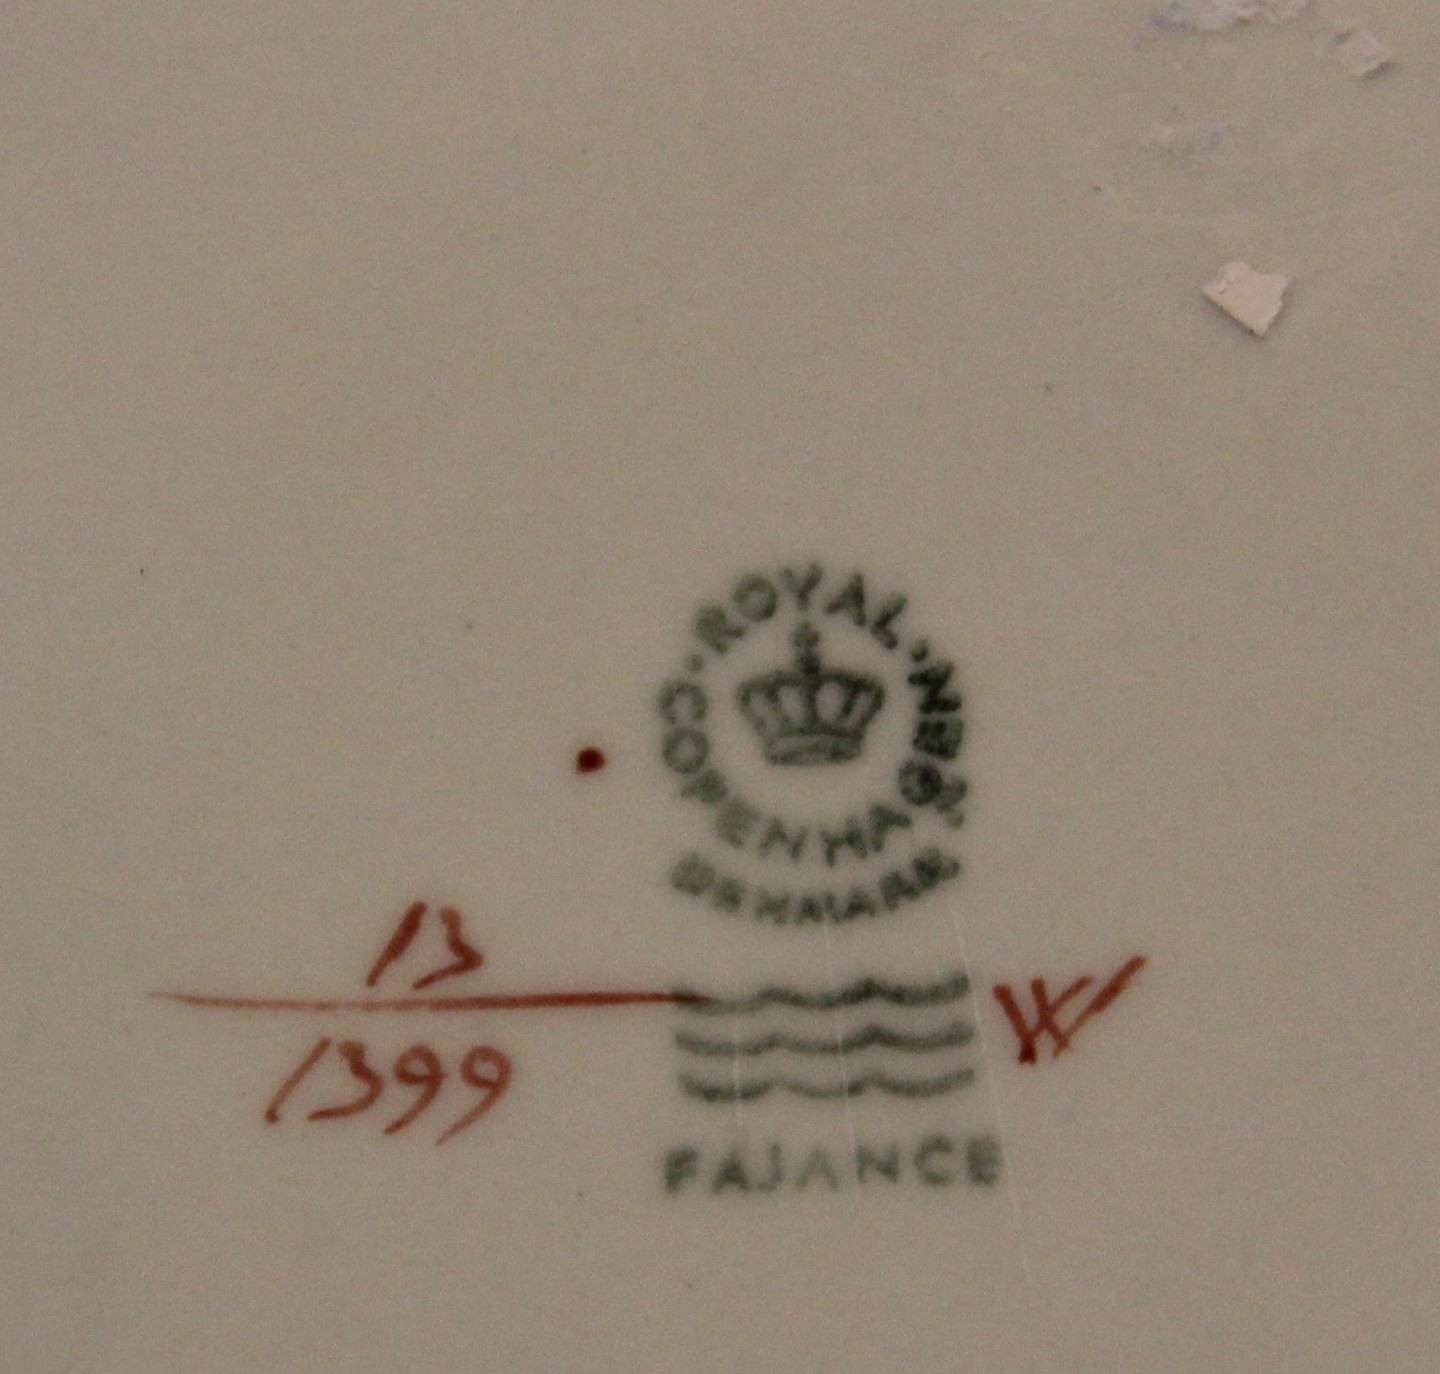 ROYAL
COPENHAGEN
DENMARK
13
1399
W
FAJANCE